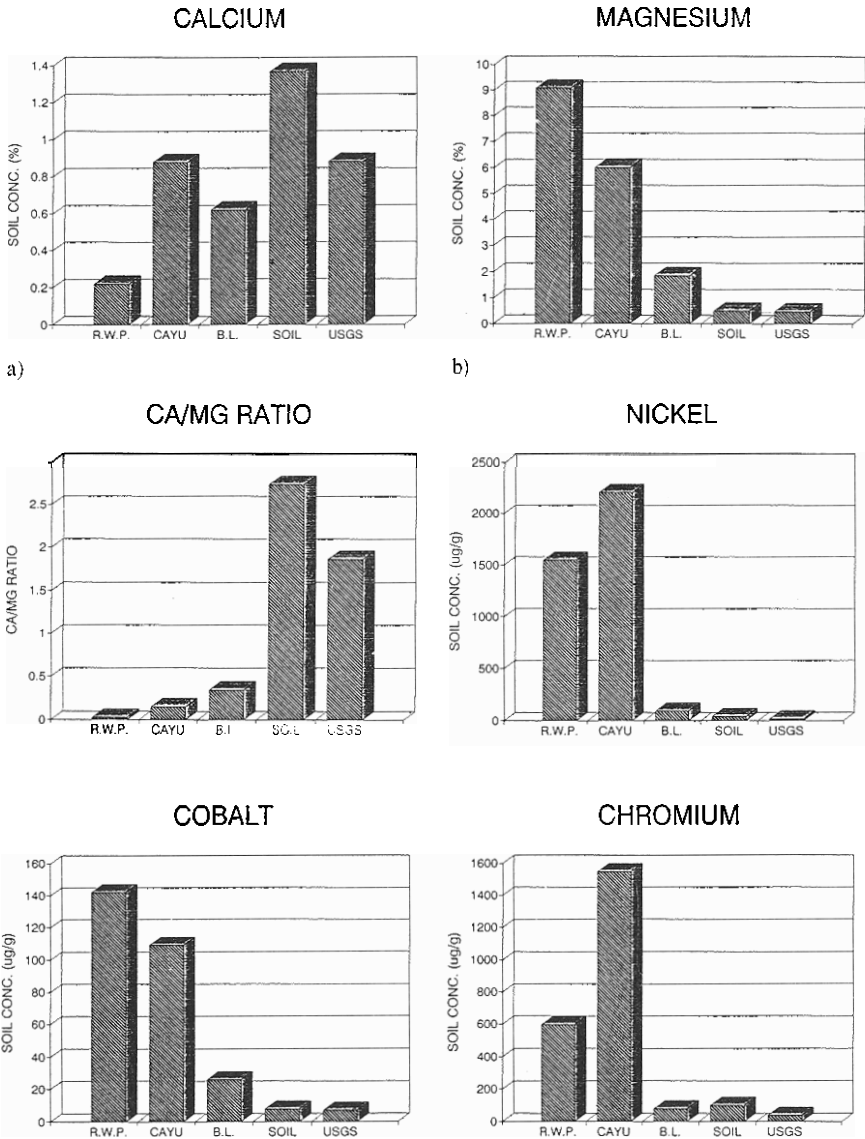 CALCIUM
SOIL CONC. (%)
1.4
1.2
1
0.8
0.6
0.4
0.2
0
R.W.P. CAYU B.L. SOIL USGS
a)
MAGNESIUM
SOIL CONC. (%)
10
9
8
7
6
5
4
3
2
1
0
R.W.P. CAYU B.L. SOIL USGS
b)
CA/MG RATIO
CA/MG RATIO
2.5
2
1.5
1
0.5
0
R.W.P. CAYU B.I SOIL USGS
NICKEL
SOIL CONC. (ug/g)
2500
2000
1500
1000
500
0
R.W.P. CAYU B.L. SOIL USGS
COBALT
SOIL CONC. (ug/g)
160
140
120
100
80
60
40
20
0
R.W.P. CAYU B.L. SOIL USGS
CHROMIUM
SOIL CONC. (ug/g)
1600
1400
1200
1000
800
600
400
200
0
R.W.P. CAYU B.L. SOIL USGS